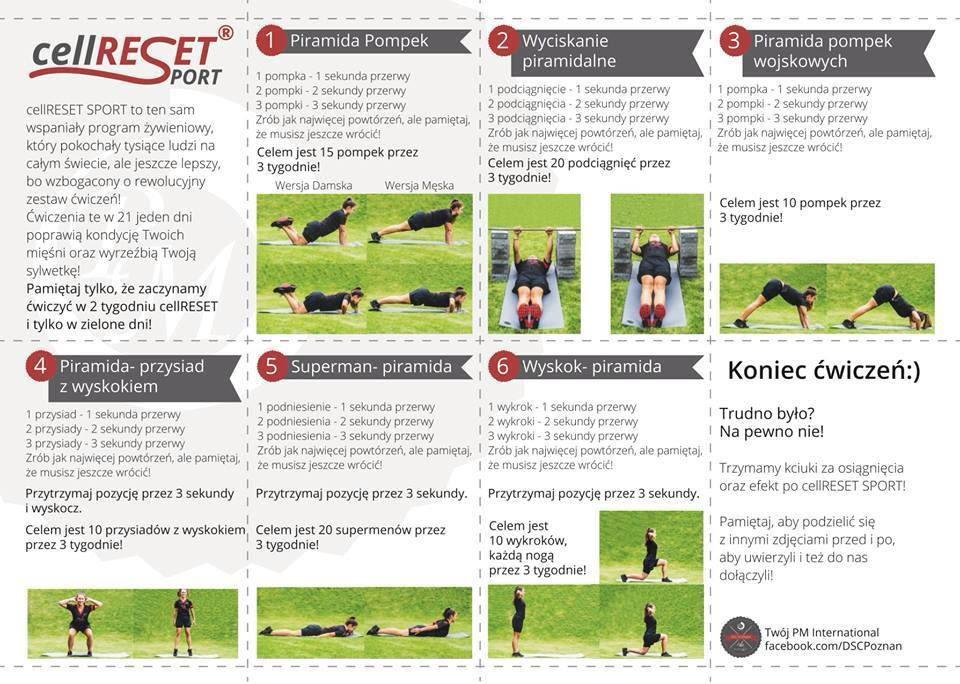 cellRESET®
SPORT
cellRESET SPORT to ten sam
wspaniały program żywieniowy,
który pokochały tysiące ludzi na
całym świecie, ale jeszcze lepszy,
bo wzbogacony o rewolucyjny
zestaw ćwiczeń!
Ćwiczenia te w 21 jeden dni
poprawią kondycję Twoich
mięśni oraz wyrzeźbią Twoją
sylwetkę!
Pamiętaj tylko, że zaczynamy
ćwiczyć w 2 tygodniu cellRESET
i tylko w zielone dni!
1 Piramida Pompek
1 pompka - 1 sekunda przerwy
2 pompki - 2 sekundy przerwy
3 pompki - 3 sekundy przerwy
Zrób jak najwięcej powtórzeń, ale pamiętaj,
że musisz jeszcze wrócić!
Celem jest 15 pompek przez
3 tygodnie!
Wersja Damska Wersja Męska
2 Wyciskanie
piramidalne
1 podciągnięcie - 1 sekunda przerwy
2 podciągnięcia - 2 sekundy przerwy
3 podciągnięcia - 3 sekundy przerwy
Zrób jak najwięcej powtórzeń, ale pamiętaj,
że musisz jeszcze wrócić!
Celem jest 20 podciągnięć przez
3 tygodnie!
3 Piramida pompek
wojskowych
1 pompka - 1 sekunda przerwy
2 pompki - 2 sekundy przerwy
3 pompki - 3 sekundy przerwy
Zrób jak najwięcej powtórzeń, ale pamiętaj,
że musisz jeszcze wrócić!
Celem jest 10 pompek przez
3 tygodnie!
4 Piramida- przysiad
z wyskokiem
1 przysiad - 1 sekunda przerwy
2 przysiady - 2 sekundy przerwy
3 przysiady - 3 sekundy przerwy
Zrób jak najwięcej powtórzeń, ale pamiętaj,
że musisz jeszcze wrócić!
Przytrzymaj pozycję przez 3 sekundy
i wyskocz.
Celem jest 10 przysiadów z wyskokiem
przez 3 tygodnie!
5 Superman- piramida
1 podniesienie - 1 sekunda przerwy
2 podniesienia - 2 sekundy przerwy
3 podniesienia - 3 sekundy przerwy
Zrób jak najwięcej powtórzeń, ale pamiętaj,
że musisz jeszcze wrócić!
Przytrzymaj pozycję przez 3 sekundy.
Celem jest 20 supermenów przez
3 tygodnie!
6 Wyskok- piramida
1 wykrok - 1 sekunda przerwy
2 wykroki - 2 sekundy przerwy
3 wykroki - 3 sekundy przerwy
Zrób jak najwięcej powtórzeń, ale pamiętaj,
że musisz jeszcze wrócić!
Przytrzymaj pozycję przez 3 sekundy.
Celem jest
10 wykroków,
każdą nogą
przez 3 tygodnie!
Koniec ćwiczeń:)
Trudno było?
Na pewno nie!
Trzymamy kciuki za osiągnięcia
oraz efekt po cellRESET SPORT!
Pamiętaj, aby podzielić się
z innymi zdjęciami przed i po,
aby uwierzyli i też do nas
dołączyli!
Twój PM International
facebook.com/DSCPoznan